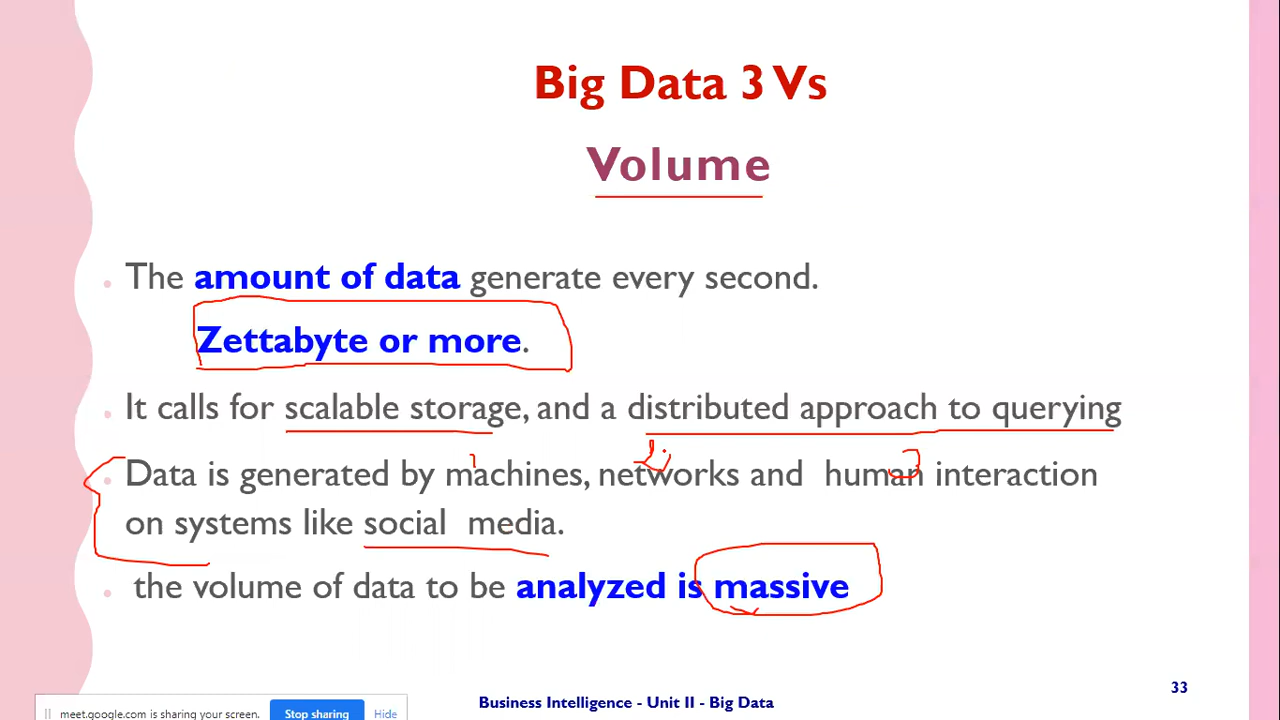 Big Data 3 Vs
Volume
The amount of data generate every second.
Zettabyte or more.
It calls for scalable storage, and a distributed approach to querying
Data is generated by machines, networks and human interaction
on systems like social media.
the volume of data to be analyzed is massive
33
Business Intelligence - Unit II - Big Data
meet.google.com is sharing your screen.
Stop sharing
Hide